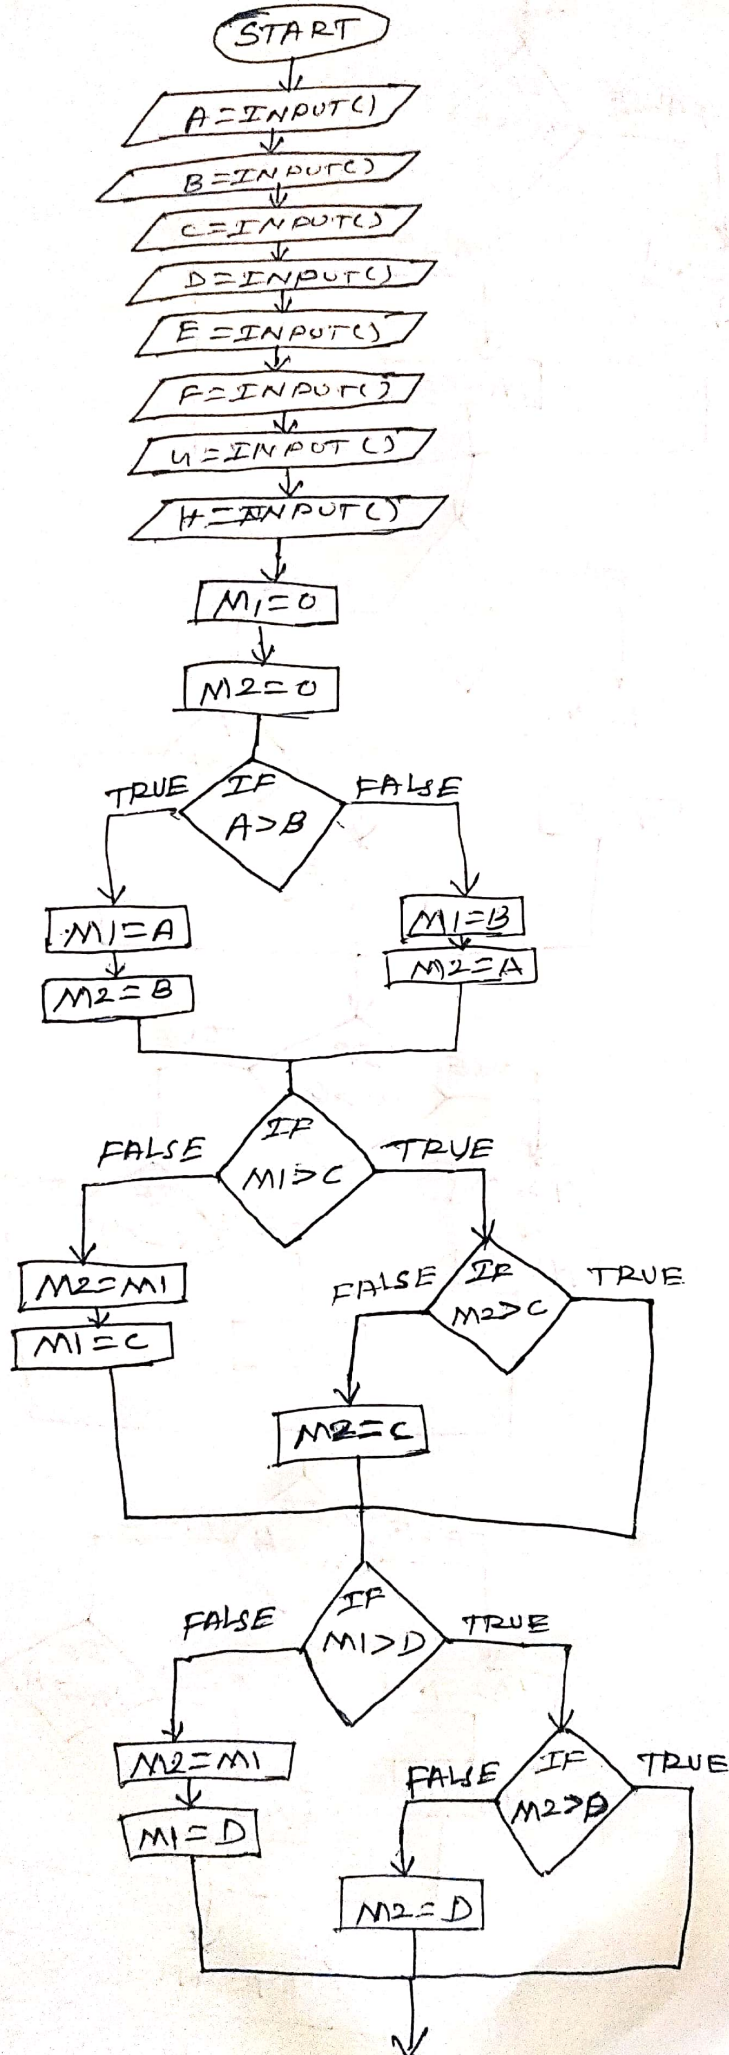 START
A=INPUT()
B=INPUT()
C=INPUT()
D=INPUT()
E=INPUT()
F=INPUT()
G=INPUT()
H=INPUT()
M1=0
M2=0
TRUE IF FALSE
A>B
M1=A M1=B
M2=B M2=A
FALSE IF TRUE
M1>C
M2=M1 FALSE IF TRUE
M2>C
M1=C
M2=C
FALSE IF TRUE
M1>D
M2=M1 FALSE IF TRUE
M2>D
M1=D
M2=D